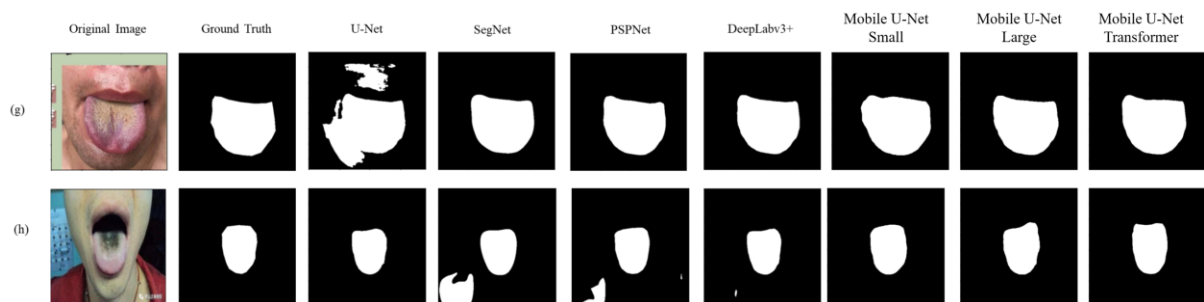 Original Image
Ground Truth
U-Net
SegNet
PSPNet
DeepLabv3+
Mobile U-Net
Small
Mobile U-Net
Large
Mobile U-Net
Transformer
(g)
(h)